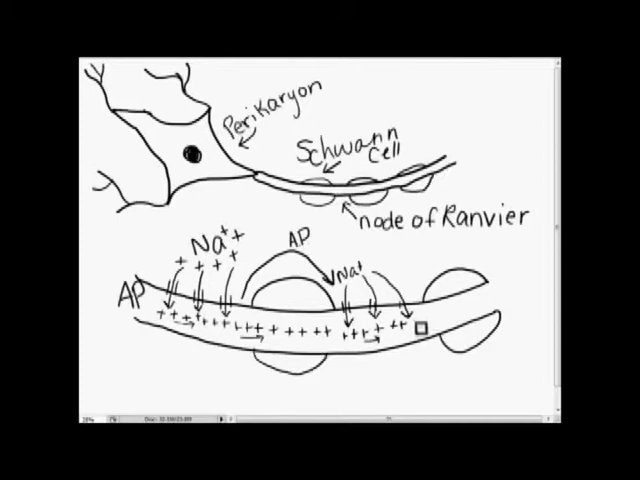 Perikaryon
Schwann
Cell
node of Ranvier
AP
Na+
Na+
AP